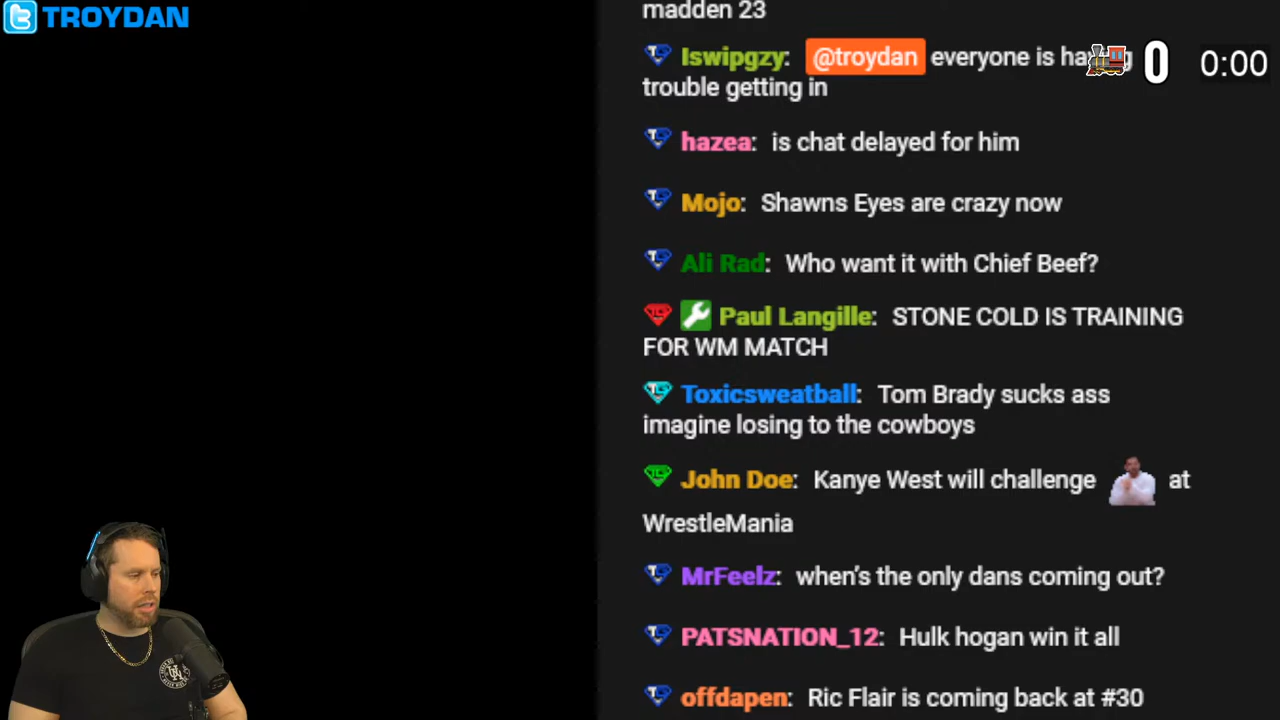 TROYDAN
madden 23
Iswipgzy: @troydan everyone is having
0
0:00
trouble getting in
hazea: is chat delayed for him
Mojo: Shawns Eyes are crazy now
Ali Rad: Who want it with Chief Beef?
Paul Langille: STONE COLD IS TRAINING
FOR WM MATCH
Toxicsweatball: Tom Brady sucks ass
imagine losing to the cowboys
John Doe: Kanye West will challenge at
WrestleMania
MrFeelz: when's the only dans coming out?
PATSNATION_12: Hulk hogan win it all
offdapen: Ric Flair is coming back at #30